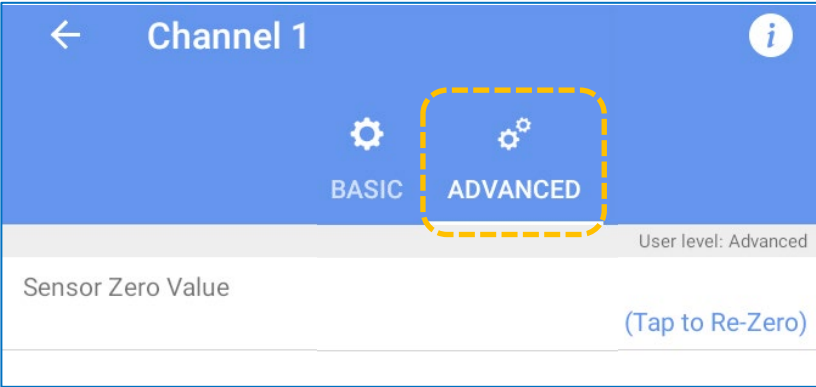 Channel 1
i
BASIC
ADVANCED
User level: Advanced
Sensor Zero Value
(Tap to Re-Zero)